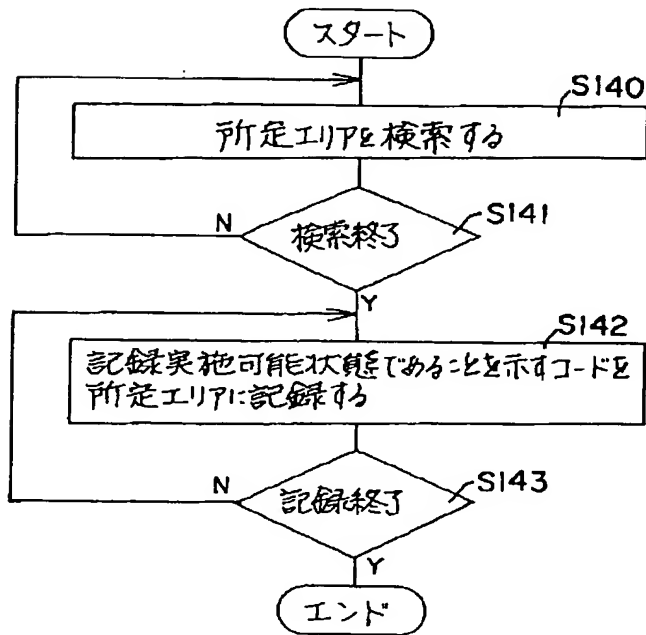 スタート
S140
所定エリアを検索する
N
検索終了
S141
Y
S142
記録実施可能状態であることを示すコードを
所定エリアに記録する
N
記録終了
S143
Y
エンド